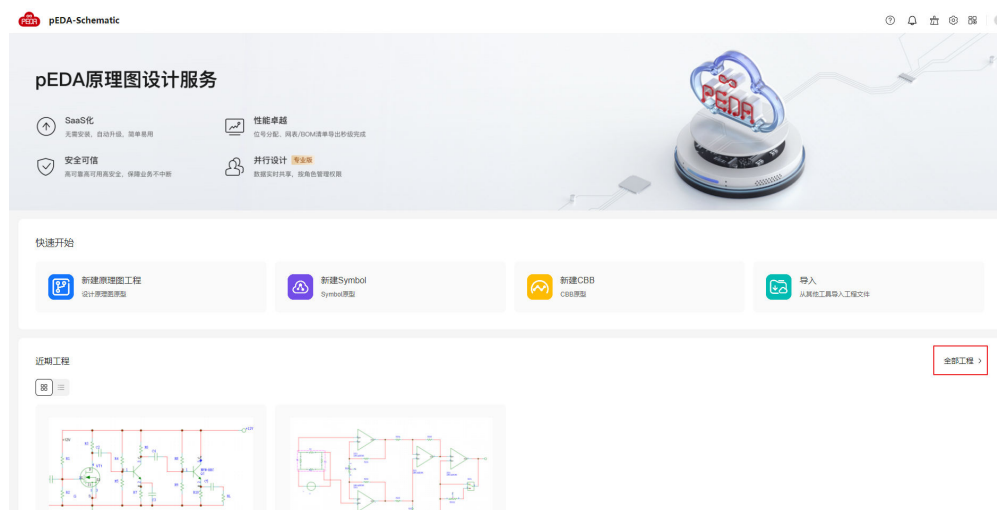 PEDA pEDA-Schematic
pEDA原理图设计服务
PEDA
SaaS化
无需安装，自动升级，简单易用
性能卓越
位号分配、网表/BOM清单导出秒级完成
安全可信
高可靠高可用高安全，保障业务不中断
并行设计 专业版
数据实时共享，按角色管理权限
快速开始
新建原理图工程
设计原理图原型
新建Symbol
Symbol原型
新建CBB
CBB原型
导入
从其他工具导入工程文件
近期工程
全部工程 >